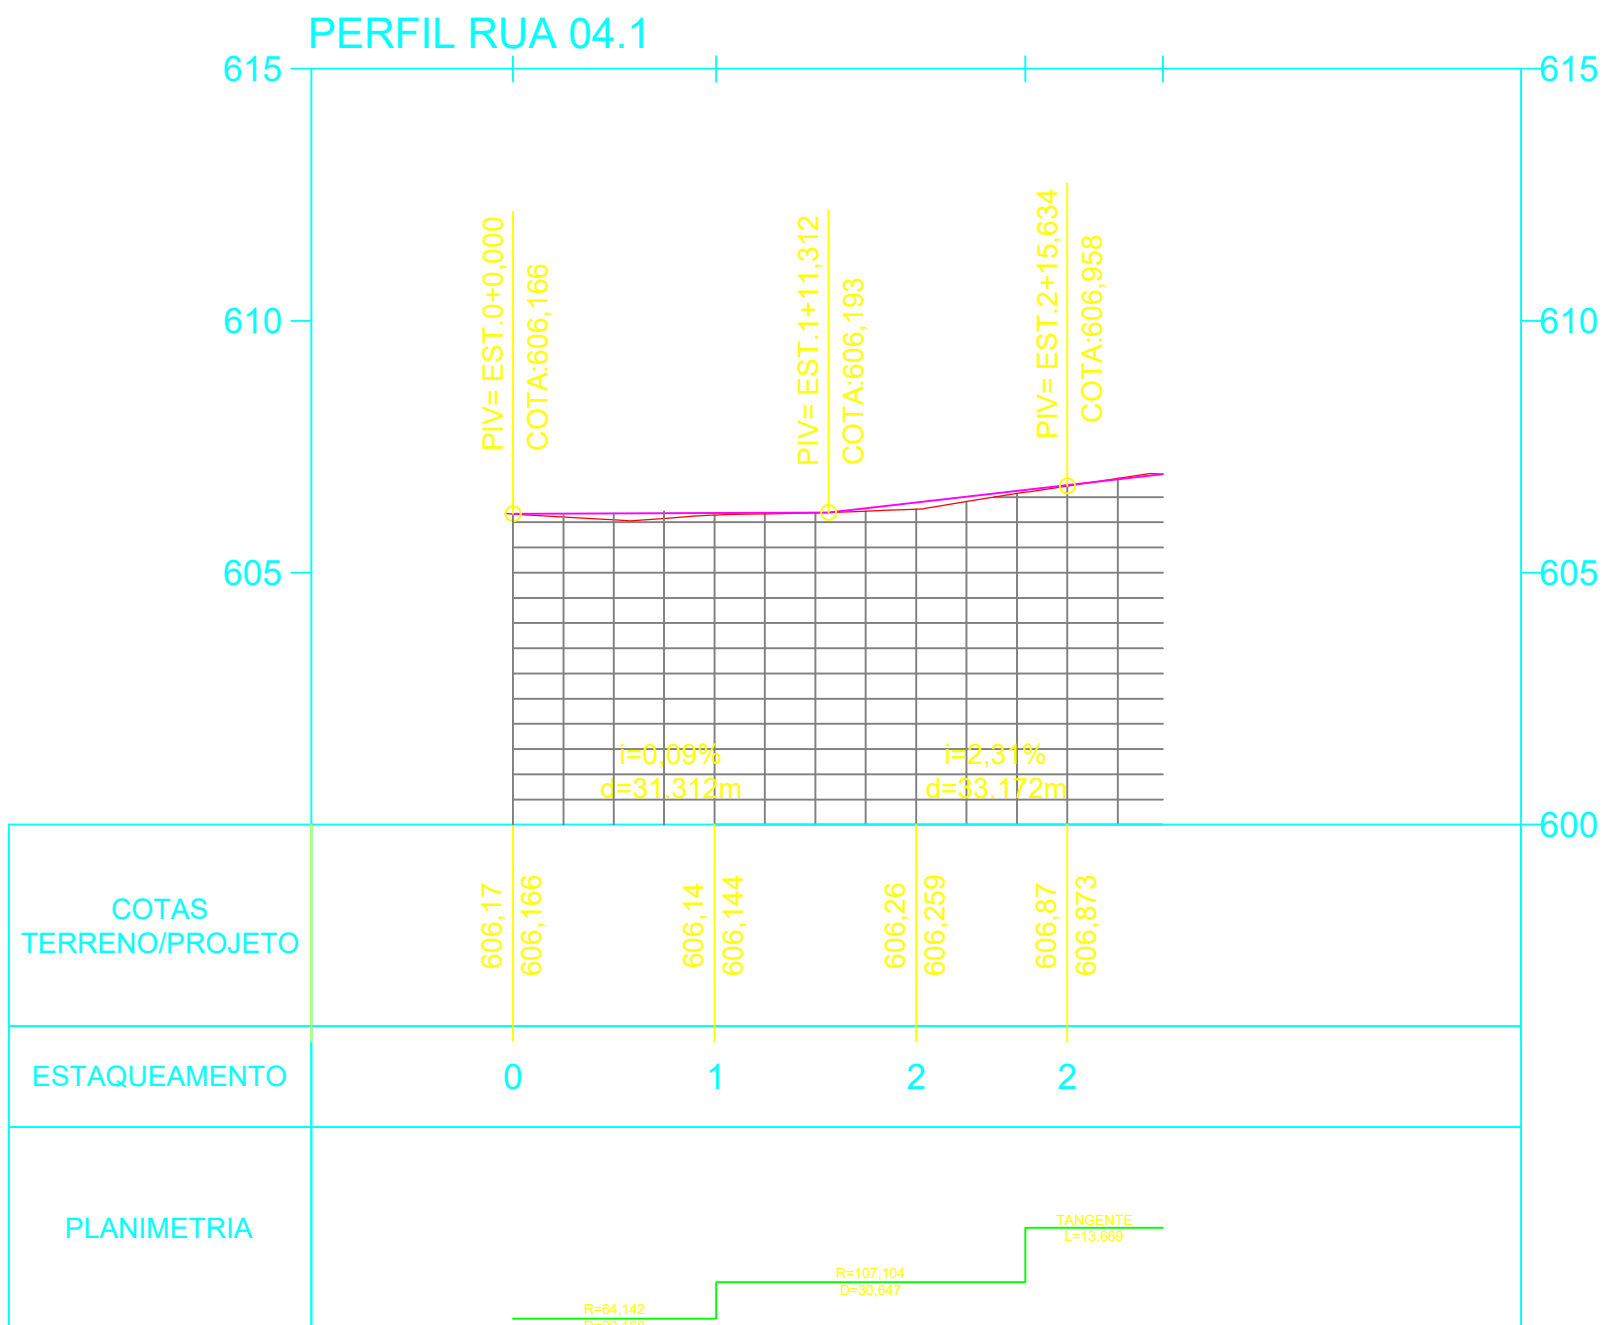 PERFIL RUA 04.1
615
615
610
610
605
605
600
PIV= EST.0+0,000
COTA:606,166
PIV= EST.1+11,312
COTA:606,193
PIV= EST.2+15,634
COTA:606,958
i=0,09%
d=31.312m
i=2,31%
d=33.172m
COTAS
TERRENO/PROJETO
606,17
606,166
606,14
606,144
606,26
606,259
606,87
606,873
ESTAQUEAMENTO
0
1
2
2
PLANIMETRIA
TANGENTE
L=13,669
R=107,104
D=30,647
R=64,142